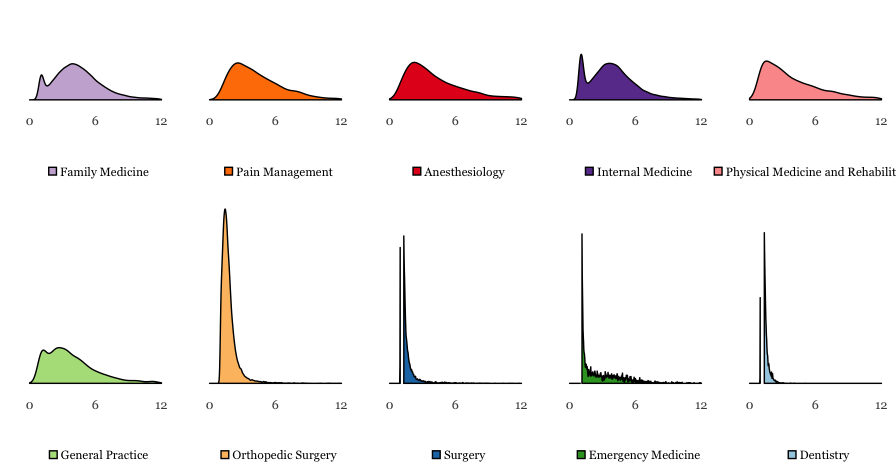 0 6 12 0 6 12 0 6 12 0 6 12 0 6 12
Family Medicine Pain Management Anesthesiology Internal Medicine Physical Medicine and Rehabilit
0 6 12 0 6 12 0 6 12 0 6 12 0 6 12
General Practice Orthopedic Surgery Surgery Emergency Medicine Dentistry